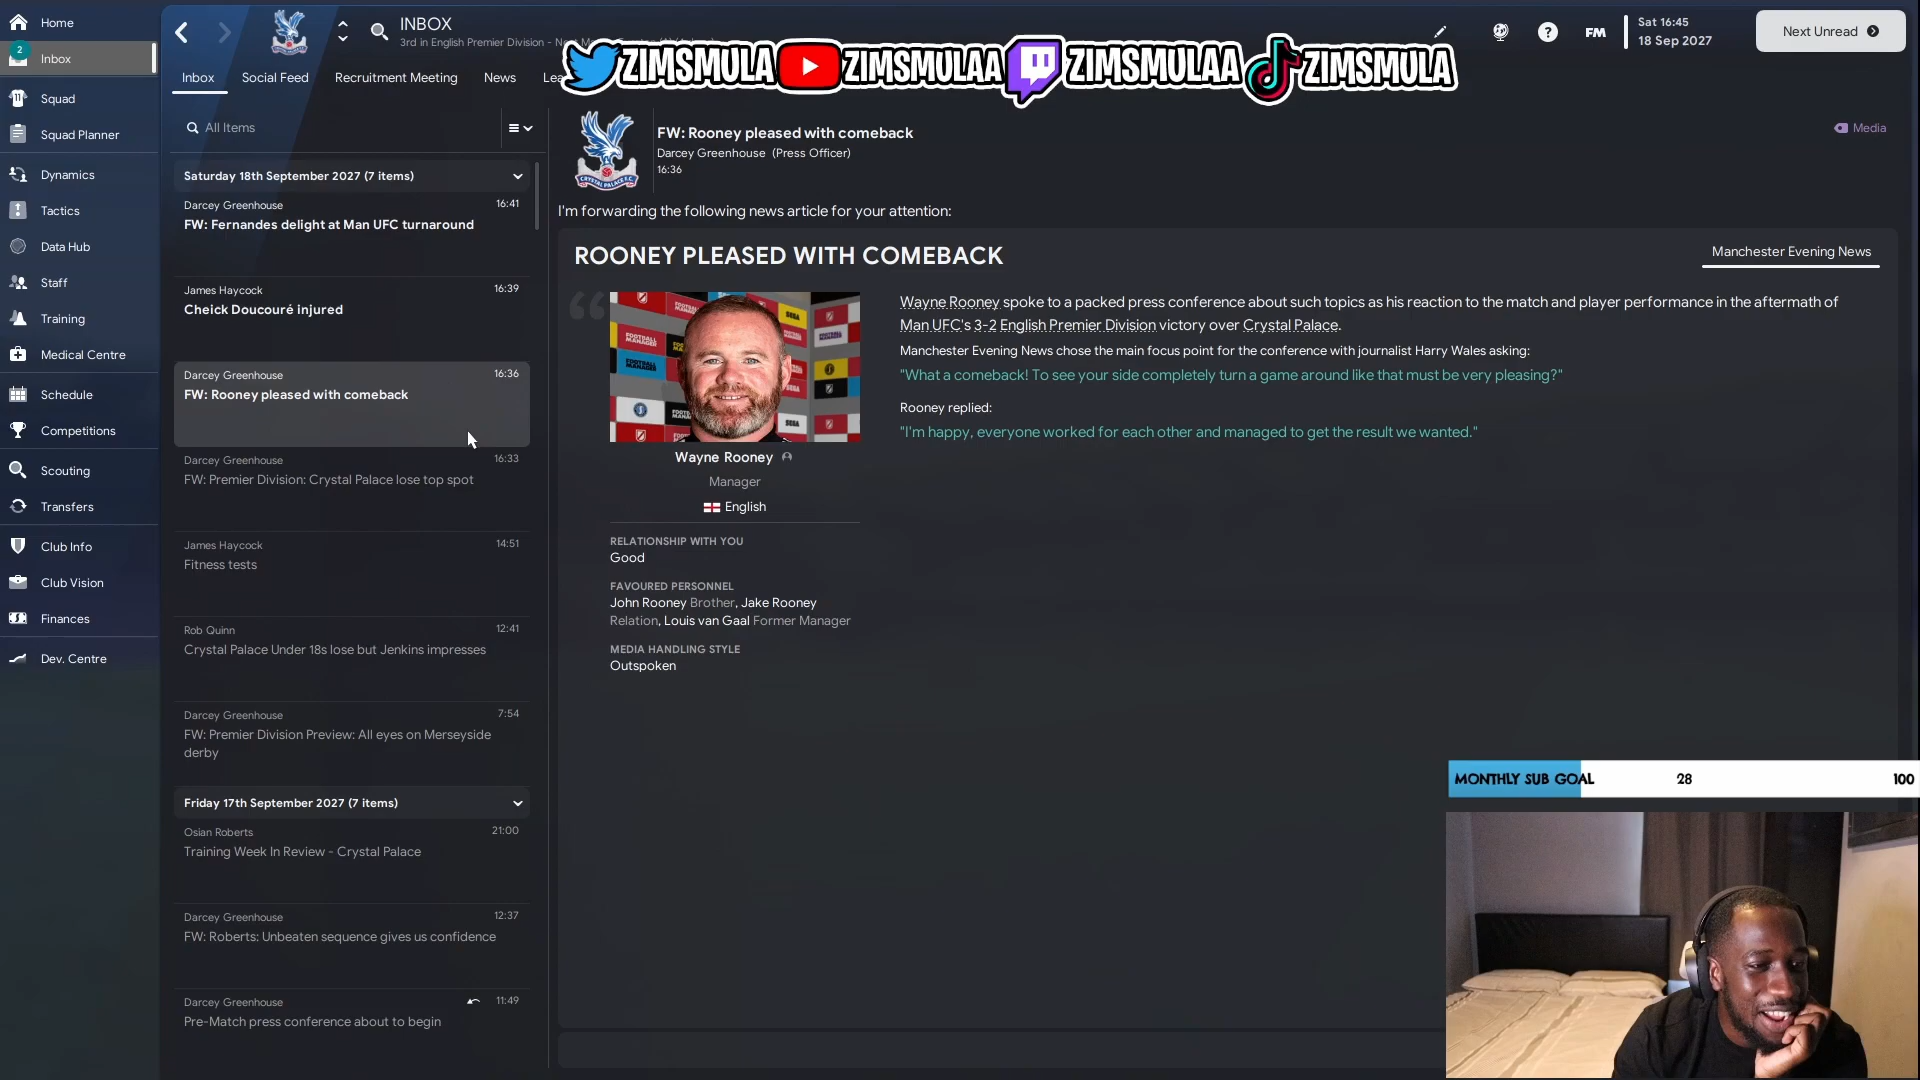 Home
2
Inbox
Squad
Squad Planner
Dynamics
Tactics
Data Hub
Staff
Training
Medical Centre
Schedule
Competitions
Scouting
Transfers
Club Info
Club Vision
Finances
Dev. Centre
INBOX
3rd in English Premier Division -
FM
Sat 16:45
18 Sep 2027
Next Unread
Inbox Social Feed Recruitment Meeting News
ZIMSMULA ZIMSMULAA ZIMSMULAA ZIMSMULA
All Items
Saturday 18th September 2027 (7 items)
Darcey Greenhouse 16:41
FW: Fernandes delight at Man UFC turnaround
James Haycock 16:39
Cheick Doucouré injured
Darcey Greenhouse 16:36
FW: Rooney pleased with comeback
Darcey Greenhouse 16:33
FW: Premier Division: Crystal Palace lose top spot
James Haycock 14:51
Fitness tests
Rob Quinn 12:41
Crystal Palace Under 18s lose but Jenkins impresses
Darcey Greenhouse 7:54
FW: Premier Division Preview: All eyes on Merseyside
derby
Friday 17th September 2027 (7 items)
Osian Roberts 21:00
Training Week In Review - Crystal Palace
Darcey Greenhouse 12:37
FW: Roberts: Unbeaten sequence gives us confidence
Darcey Greenhouse 11:49
Pre-Match press conference about to begin
CRYSTAL PALACE F.C.
FW: Rooney pleased with comeback
Darcey Greenhouse (Press Officer)
16:36
Media
I'm forwarding the following news article for your attention:
ROONEY PLEASED WITH COMEBACK
Manchester Evening News
Wayne Rooney spoke to a packed press conference about such topics as his reaction to the match and player performance in the aftermath of
Man UFC's 3-2 English Premier Division victory over Crystal Palace.
Manchester Evening News chose the main focus point for the conference with journalist Harry Wales asking:
"What a comeback! To see your side completely turn a game around like that must be very pleasing?"
Rooney replied:
"I'm happy, everyone worked for each other and managed to get the result we wanted."
Wayne Rooney
Manager
English
RELATIONSHIP WITH YOU
Good
FAVOURED PERSONNEL
John Rooney Brother, Jake Rooney
Relation, Louis van Gaal Former Manager
MEDIA HANDLING STYLE
Outspoken
MONTHLY SUB GOAL 28 100